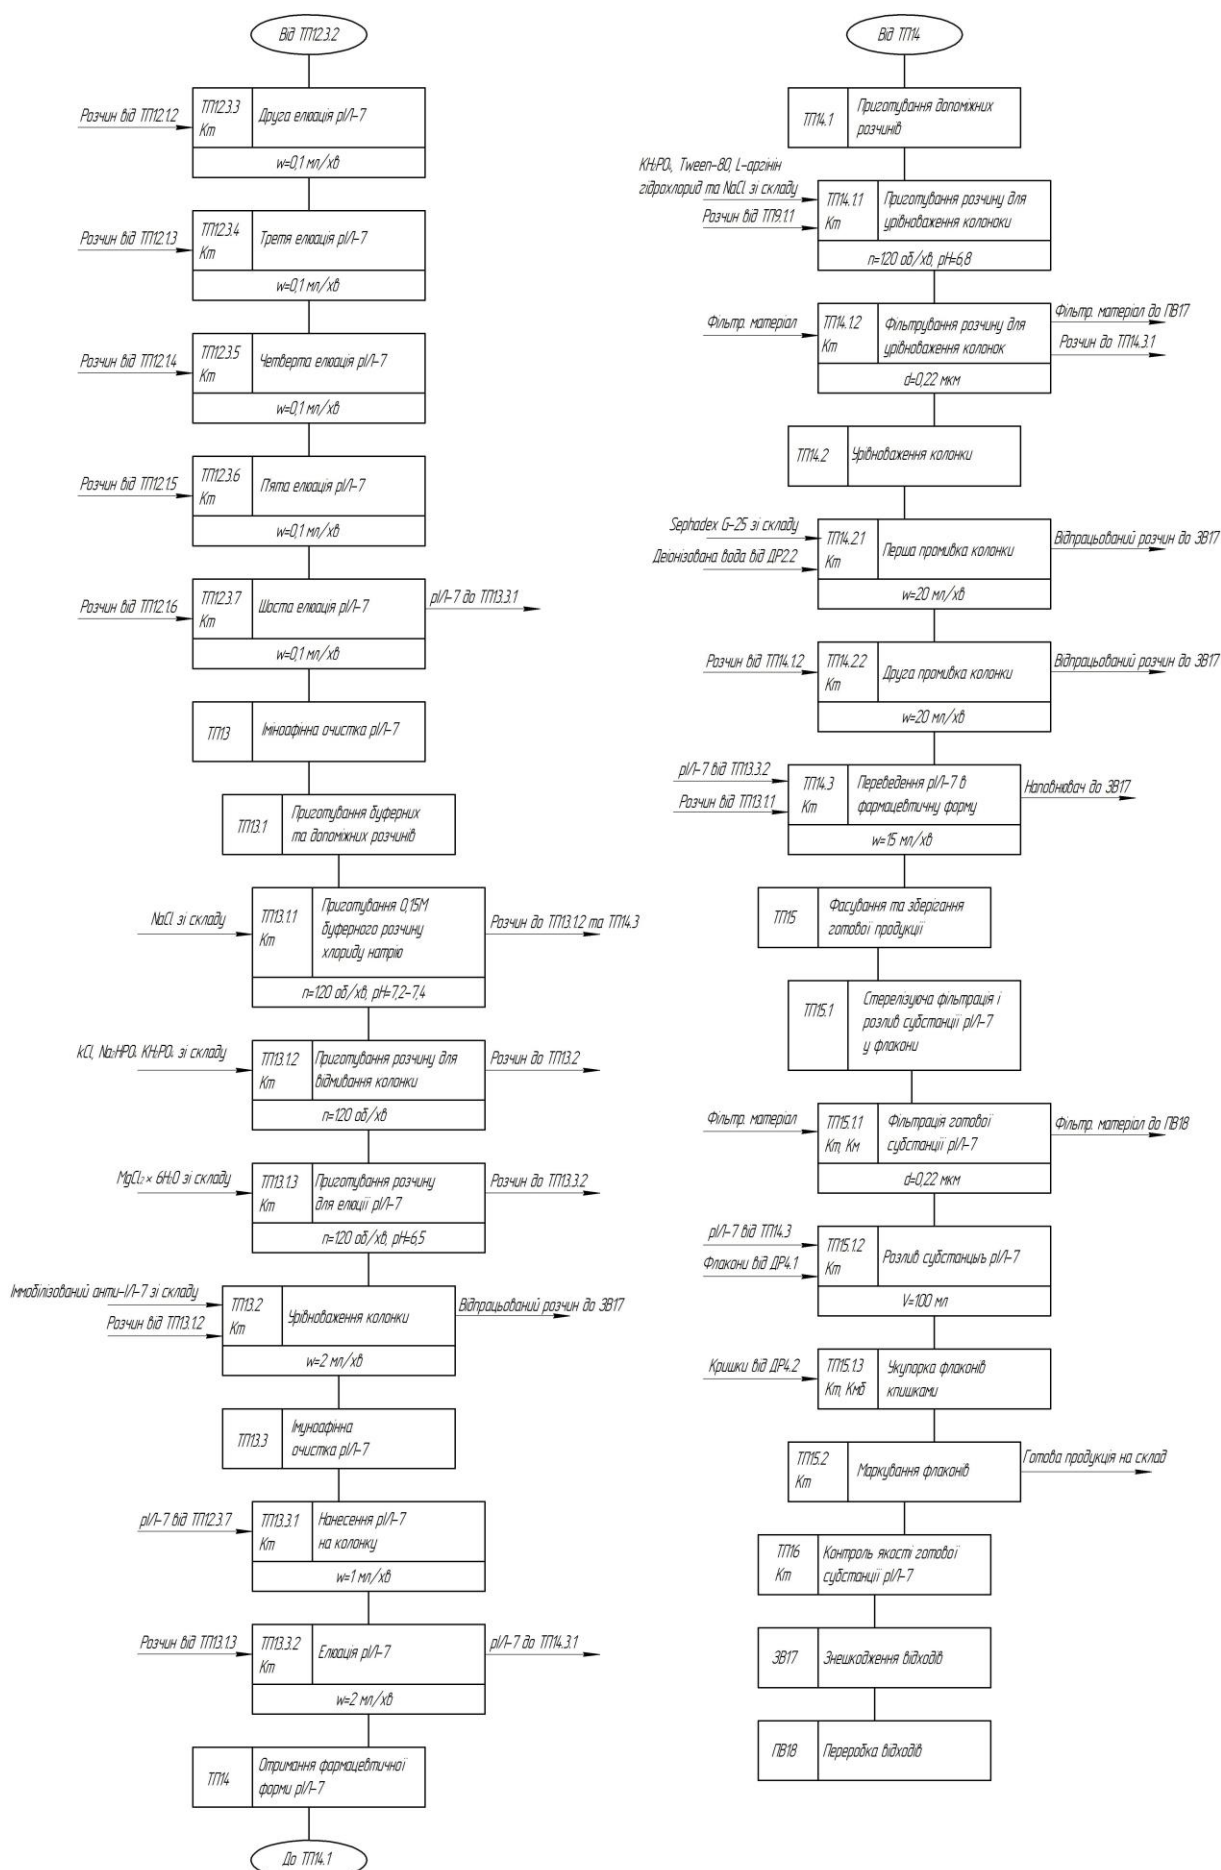 Від ТП12.3.2
Розчин від ТП12.1.2
ТП12.3.3
Кт
Друга елюація рІЛ-7
w=0,1 мл/хв
Розчин від ТП12.1.3
ТП12.3.4
Кт
Третя елюація рІЛ-7
w=0,1 мл/хв
Розчин від ТП12.1.4
ТП12.3.5
Кт
Четверта елюація рІЛ-7
w=0,1 мл/хв
Розчин від ТП12.1.5
ТП12.3.6
Кт
П'ята елюація рІЛ-7
w=0,1 мл/хв
Розчин від ТП12.1.6
ТП12.3.7
Кт
Шоста елюація рІЛ-7
рІЛ-7 до ТП13.3.1
w=0,1 мл/хв
ТП13
Іміноафінна очистка рІЛ-7
ТП13.1
Приготування буферних
та допоміжних розчинів
NaCl зі складу
ТП13.1.1
Кт
Приготування 0,15М
буферного розчину
хлориду натрію
Розчин до ТП13.1.2 та ТП14.3
n=120 об/хв, pH=7,2-7,4
kCl, Na₂HPO₄ KH₂PO₄ зі складу
ТП13.1.2
Кт
Приготування розчину для
відмивання колонки
Розчин до ТП13.2
n=120 об/хв
MgCl₂ × 6H₂O зі складу
ТП13.1.3
Кт
Приготування розчину
для елюції рІЛ-7
Розчин до ТП13.3.2
n=120 об/хв, pH=6,5
Іммобілізований анти-ІЛ-7 зі складу
Розчин від ТП13.1.2
ТП13.2
Кт
Урівноваження колонки
Відпрацьований розчин до ЗВ17
w=2 мл/хв
ТП13.3
Імуноафінна
очистка рІЛ-7
рІЛ-7 від ТП12.3.7
ТП13.3.1
Кт
Нанесення рІЛ-7
на колонку
w=1 мл/хв
Розчин від ТП13.1.3
ТП13.3.2
Кт
Елюація рІЛ-7
рІЛ-7 до ТП14.3.1
w=2 мл/хв
ТП14
Отримання фармацевтичної
форми рІЛ-7
До ТП14.1
Від ТП14
ТП14.1
Приготування допоміжних
розчинів
KH₂PO₄, Tween-80, L-аргінін
гідрохлорид та NaCl зі складу
Розчин від ТП9.1.1
ТП14.1.1
Кт
Приготування розчину для
урівноваження колоноки
n=120 об/хв, pH=6,8
Фільтр. матеріал
ТП14.1.2
Кт
Фільтрування розчину для
урівноваження колонок
Фільтр. матеріал до ПВ17
Розчин до ТП14.3.1
d=0,22 мкм
ТП14.2
Урівноваження колонки
Sephadex G-25 зі складу
Деіонізована вода від ДР2.2
ТП14.2.1
Кт
Перша промивка колонки
Відпрацьований розчин до ЗВ17
w=20 мл/хв
Розчин від ТП14.1.2
ТП14.2.2
Кт
Друга промивка колонки
Відпрацьований розчин до ЗВ17
w=20 мл/хв
рІЛ-7 від ТП13.3.2
Розчин від ТП13.1.1
ТП14.3
Кт
Переведення рІЛ-7 в
фармацевтичну форму
Наповнювач до ЗВ17
w=15 мл/хв
ТП15
Фасування та зберігання
готової продукції
ТП15.1
Стерелізуюча фільтрація і
розлив субстанції рІЛ-7
у флакони
Фільтр. матеріал
ТП15.1.1
Кт, Км
Фільтрація готової
субстанції рІЛ-7
Фільтр. матеріал до ПВ18
d=0,22 мкм
рІЛ-7 від ТП14.3
Флакони від ДР4.1
ТП15.1.2
Кт
Розлив субстанцыъ рІЛ-7
V=100 мл
Кришки від ДР4.2
ТП15.1.3
Кт, Кмб
Укупорка флаконів
кпишками
ТП15.2
Кт
Маркування флаконів
Готова продукція на склад
ТП16
Кт
Контроль якості готової
субстанції рІЛ-7
ЗВ17
Знешкодження відходів
ПВ18
Переробка відходів